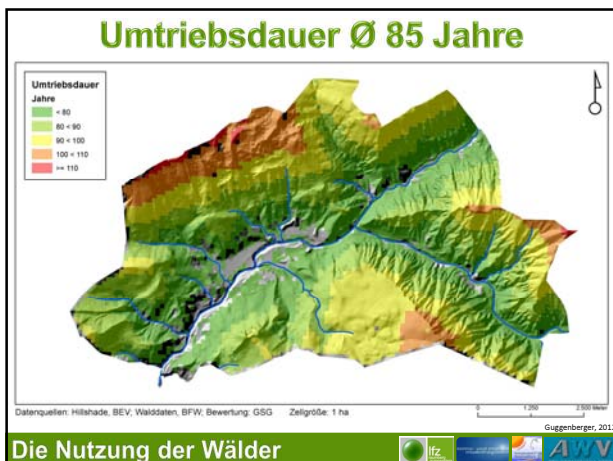 Umtriebsdauer Ø 85 Jahre
Umtriebsdauer
Jahre
< 80
80 < 90
90 < 100
100 < 110
>= 110
Datenquellen: Hillshade, BEV; Walddaten, BFW; Bewertung: GSG Zellgröße: 1 ha
0 1.250 2.500 Meter
Guggenberger, 2012
Die Nutzung der Wälder
lfz
AWV